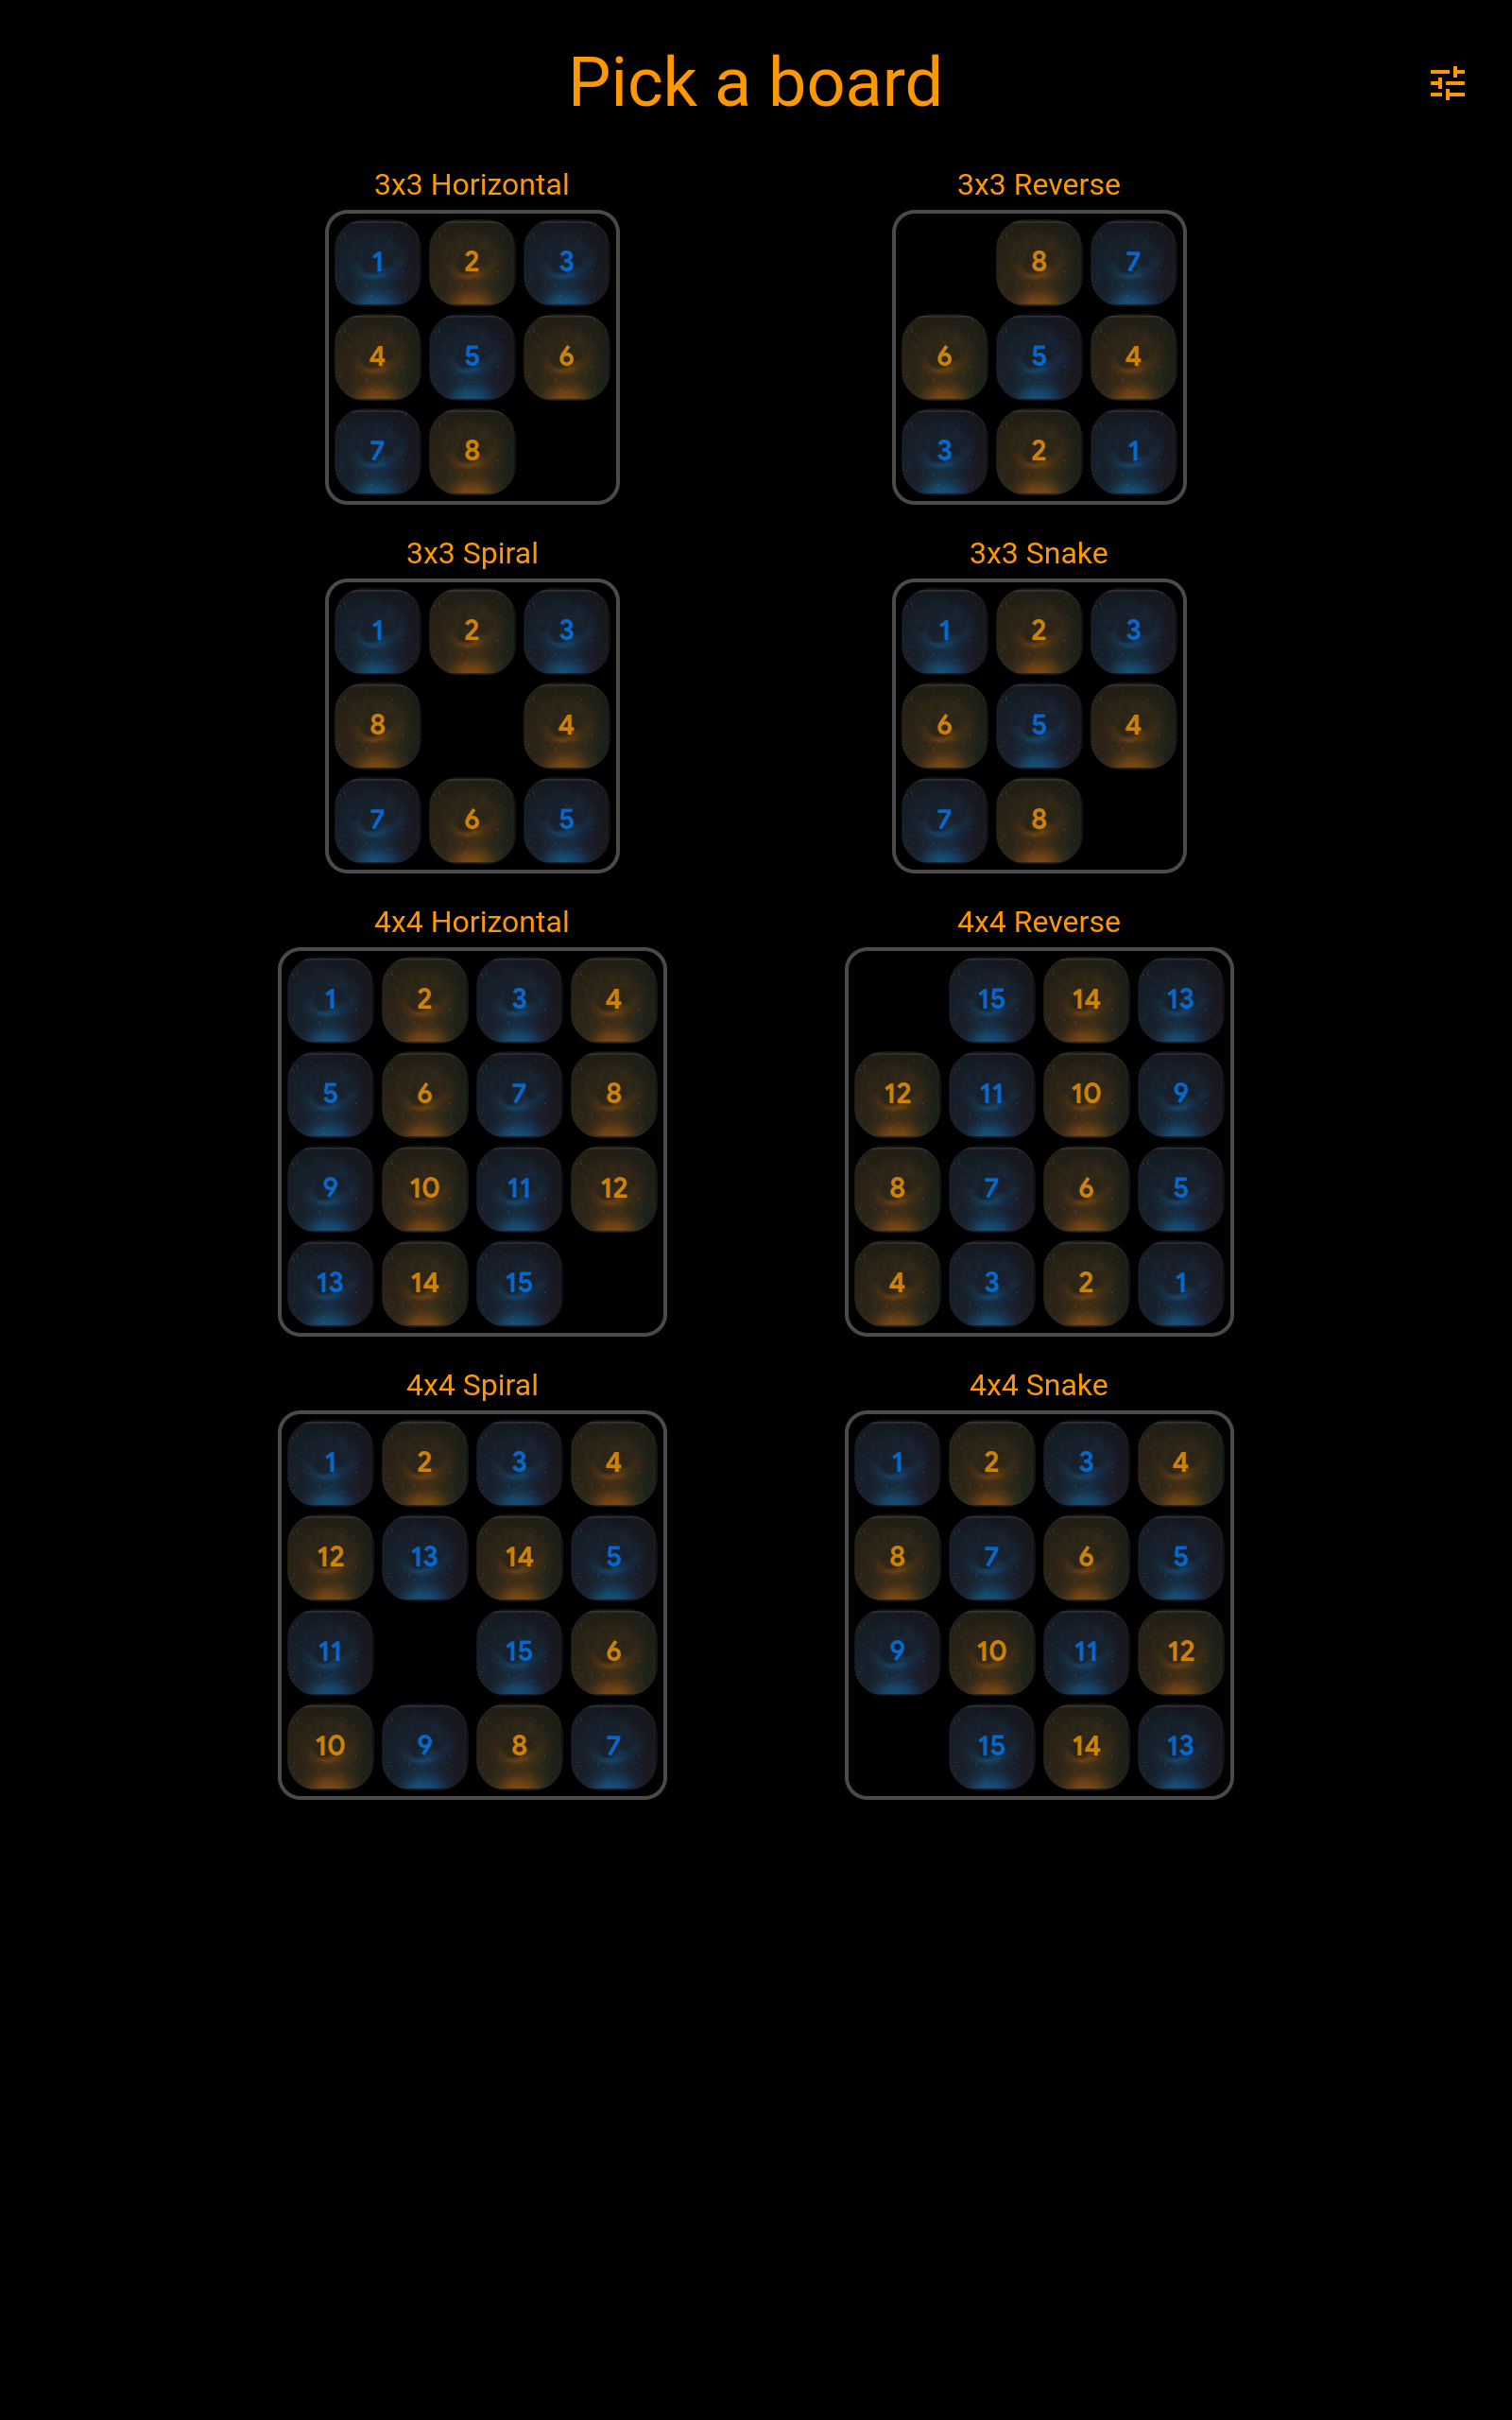 Pick a board
3x3 Horizontal
1 2 3
4 5 6
7 8
3x3 Reverse
8 7
6 5 4
3 2 1
3x3 Spiral
1 2 3
8 4
7 6 5
3x3 Snake
1 2 3
6 5 4
7 8
4x4 Horizontal
1 2 3 4
5 6 7 8
9 10 11 12
13 14 15
4x4 Reverse
15 14 13
12 11 10 9
8 7 6 5
4 3 2 1
4x4 Spiral
1 2 3 4
12 13 14 5
11 15 6
10 9 8 7
4x4 Snake
1 2 3 4
8 7 6 5
9 10 11 12
15 14 13